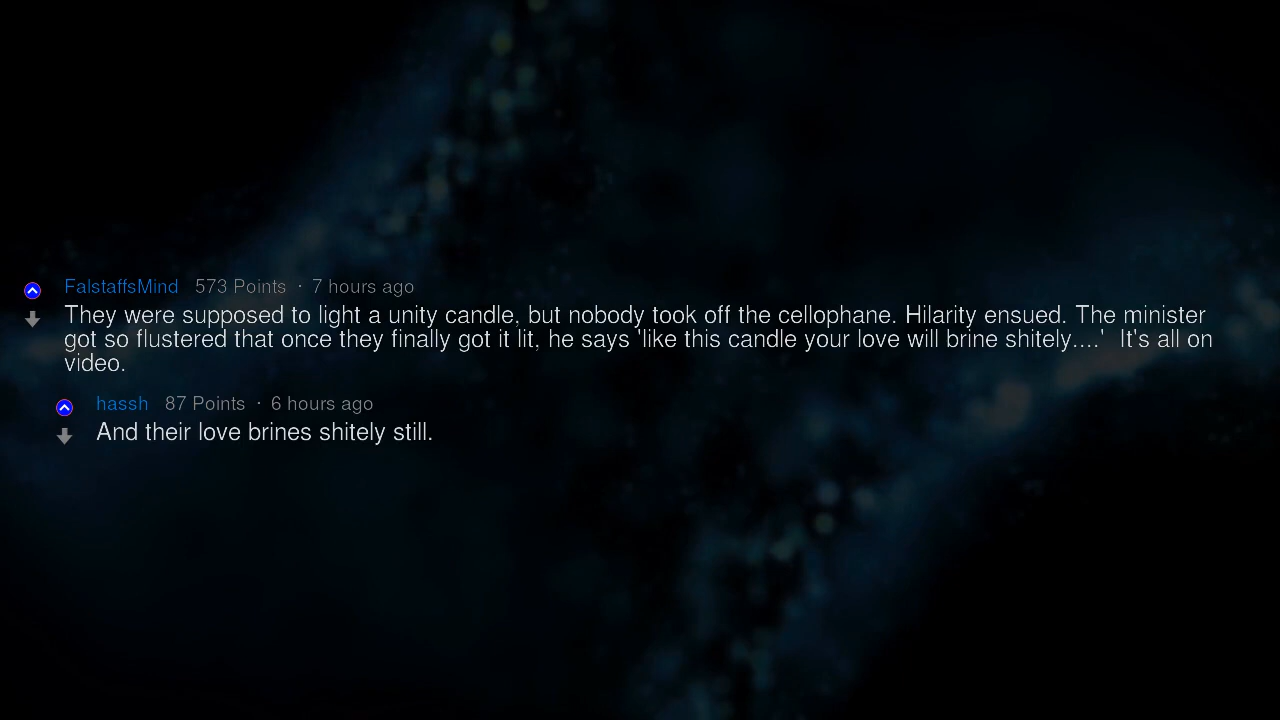 FalstaffsMind 573 Points · 7 hours ago
They were supposed to light a unity candle, but nobody took off the cellophane. Hilarity ensued. The minister
got so flustered that once they finally got it lit, he says 'like this candle your love will brine shitely....'  It's all on
video.
hassh 87 Points · 6 hours ago
And their love brines shitely still.